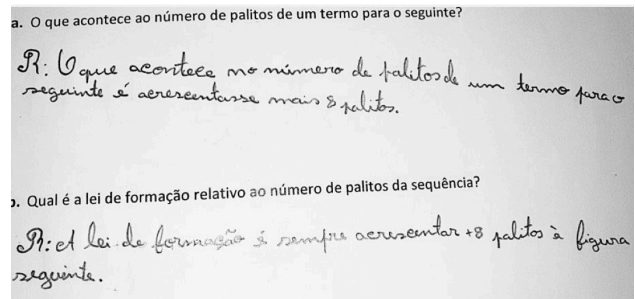 a. O que acontece ao número de palitos de um termo para o seguinte?
R: O que acontece no número de palitos de um termo para o
seguinte é acrescentasse mais 8 palitos.
b. Qual é a lei de formação relativo ao número de palitos da sequência?
R: A lei de formação é sempre acrescentar +8 palitos à figura
seguinte.